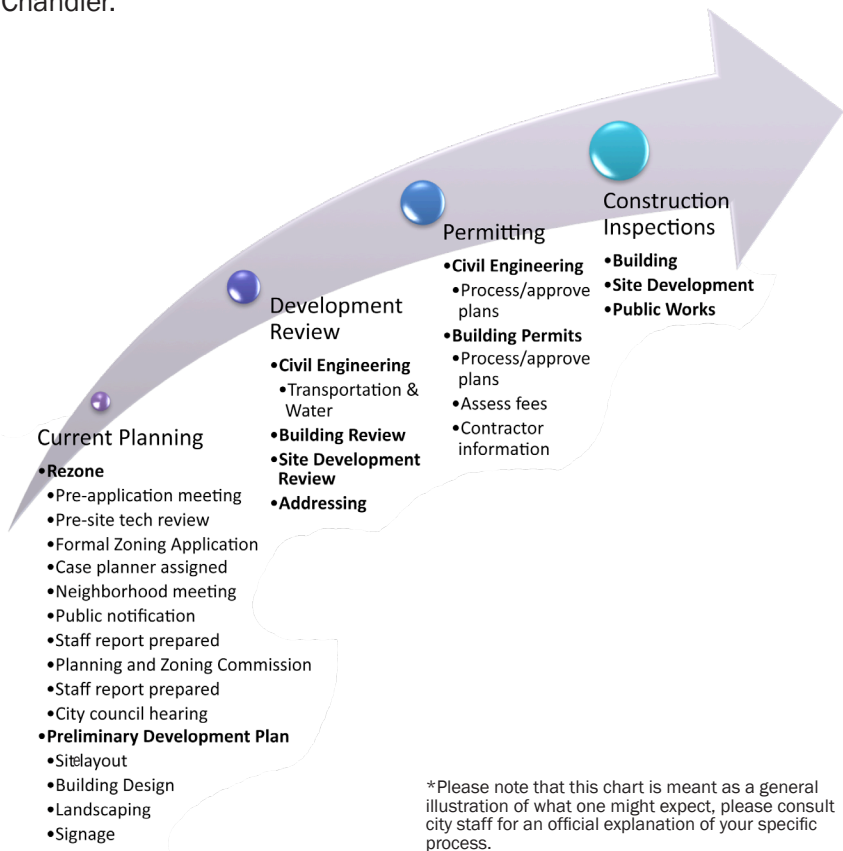 Chandler.
Current Planning
•Rezone
•Pre-application meeting
•Pre-site tech review
•Formal Zoning Application
•Case planner assigned
•Neighborhood meeting
•Public notification
•Staff report prepared
•Planning and Zoning Commission
•Staff report prepared
•City council hearing
•Preliminary Development Plan
•Sitelayout
•Building Design
•Landscaping
•Signage
Development
Review
•Civil Engineering
•Transportation &
Water
•Building Review
•Site Development
Review
•Addressing
Permitting
•Civil Engineering
•Process/approve
plans
•Building Permits
•Process/approve
plans
•Assess fees
•Contractor
information
Construction
Inspections
•Building
•Site Development
•Public Works
*Please note that this chart is meant as a general
illustration of what one might expect, please consult
city staff for an official explanation of your specific
process.